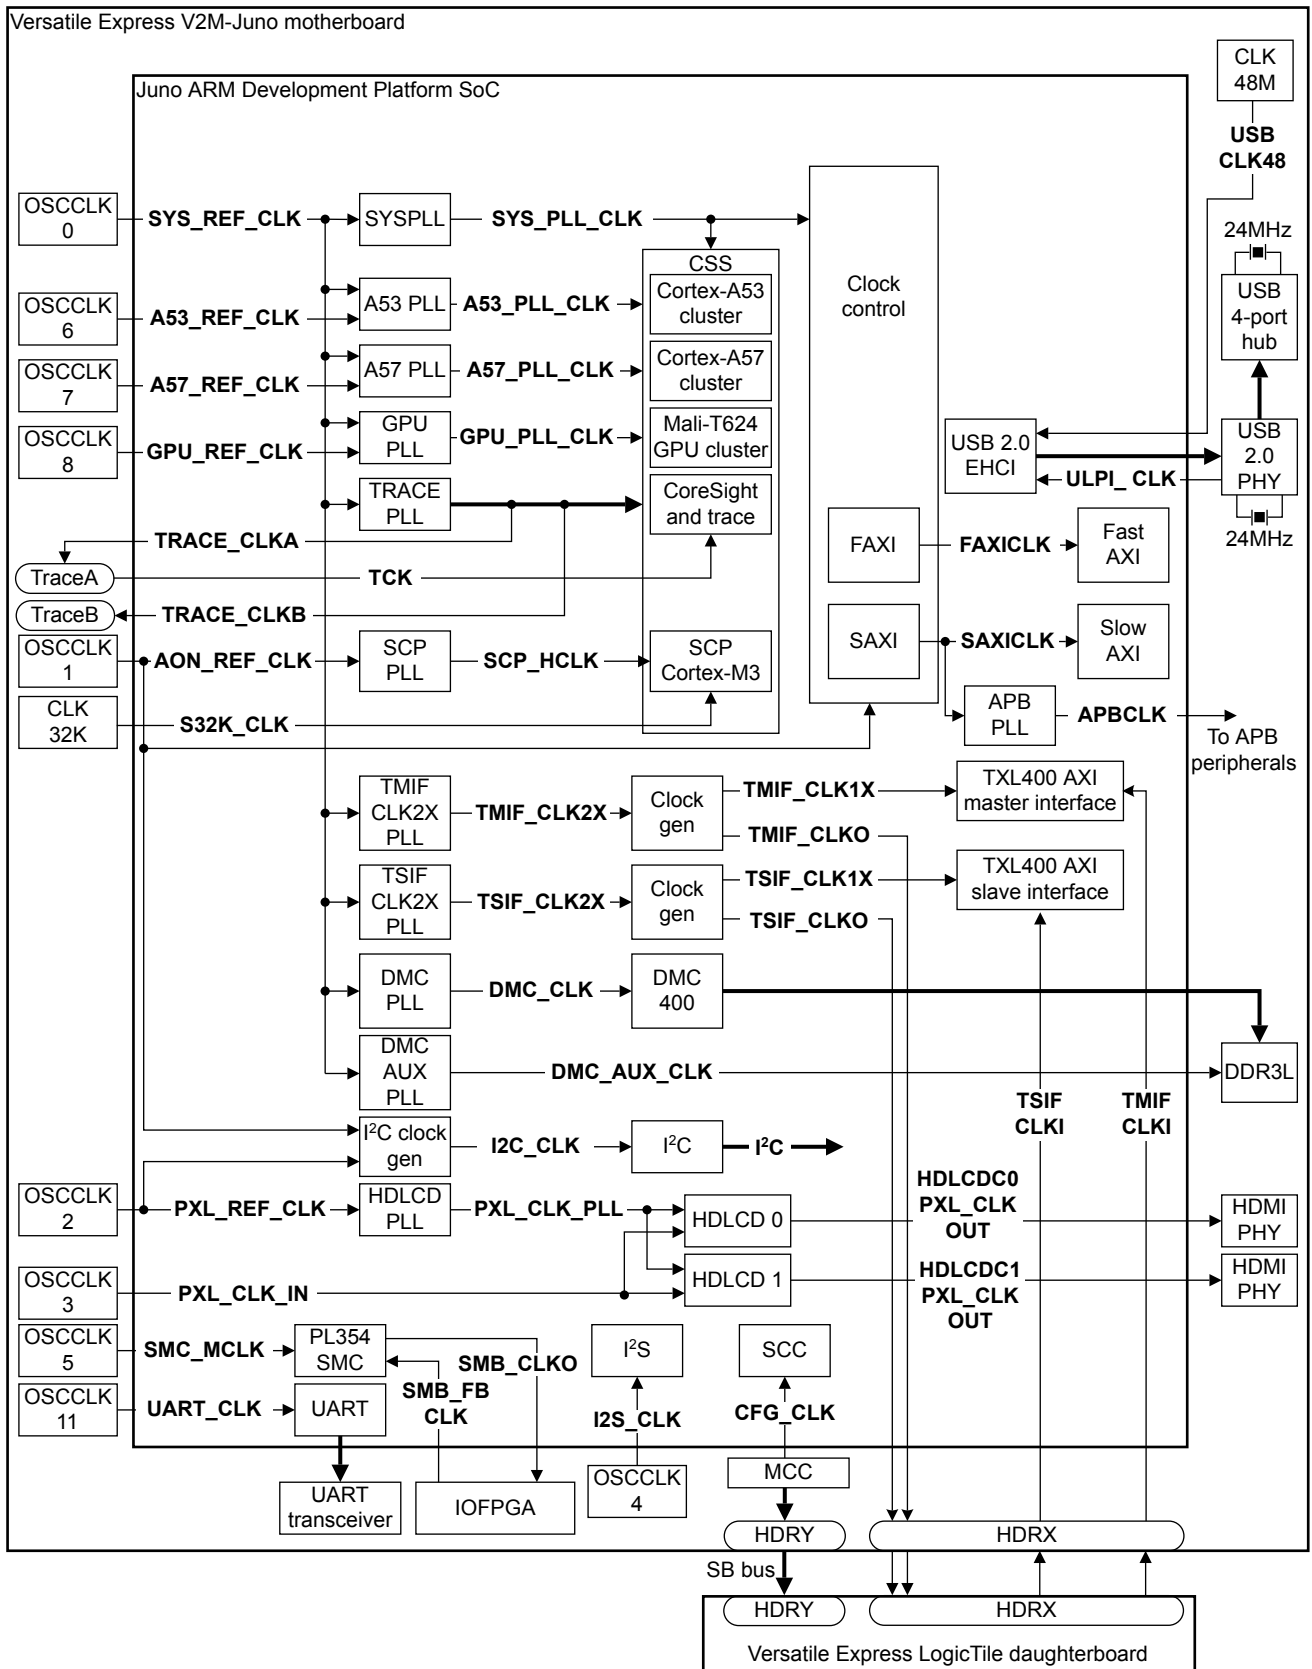 Versatile Express V2M-Juno motherboard
CLK
48M
Juno ARM Development Platform SoC
USB
CLK48
OSCCLK
0
SYS_REF_CLK
SYSPLL
SYS_PLL_CLK
24MHz
CSS
Clock
control
USB
4-port
hub
OSCCLK
6
A53_REF_CLK
A53 PLL
A53_PLL_CLK
Cortex-A53
cluster
OSCCLK
7
A57_REF_CLK
A57 PLL
A57_PLL_CLK
Cortex-A57
cluster
OSCCLK
8
GPU_REF_CLK
GPU
PLL
GPU_PLL_CLK
Mali-T624
GPU cluster
USB 2.0
EHCI
USB
2.0
PHY
ULPI_ CLK
24MHz
TRACE
PLL
CoreSight
and trace
TRACE_CLKA
FAXI
FAXICLK
Fast
AXI
TraceA
TCK
TraceB
TRACE_CLKB
SAXI
SAXICLK
Slow
AXI
OSCCLK
1
AON_REF_CLK
SCP
PLL
SCP_HCLK
SCP
Cortex-M3
CLK
32K
S32K_CLK
APB
PLL
APBCLK
To APB
peripherals
TMIF
CLK2X
PLL
TMIF_CLK2X
Clock
gen
TMIF_CLK1X
TMIF_CLKO
TXL400 AXI
master interface
TSIF
CLK2X
PLL
TSIF_CLK2X
Clock
gen
TSIF_CLK1X
TSIF_CLKO
TXL400 AXI
slave interface
DMC
PLL
DMC_CLK
DMC
400
DMC
AUX
PLL
DMC_AUX_CLK
DDR3L
TSIF
CLKI
TMIF
CLKI
I2C clock
gen
I2C_CLK
I2C
I2C
OSCCLK
2
PXL_REF_CLK
HDLCD
PLL
PXL_CLK_PLL
HDLCD 0
HDLCDC0
PXL_CLK
OUT
HDMI
PHY
OSCCLK
3
PXL_CLK_IN
HDLCD 1
HDLCDC1
PXL_CLK
OUT
HDMI
PHY
OSCCLK
5
SMC_MCLK
PL354
SMC
SMB_CLKO
I2S
SCC
OSCCLK
11
UART_CLK
UART
SMB_FB
CLK
I2S_CLK
CFG_CLK
UART
transceiver
IOFPGA
OSCCLK
4
MCC
HDRY
HDRX
SB bus
HDRY
HDRX
Versatile Express LogicTile daughterboard